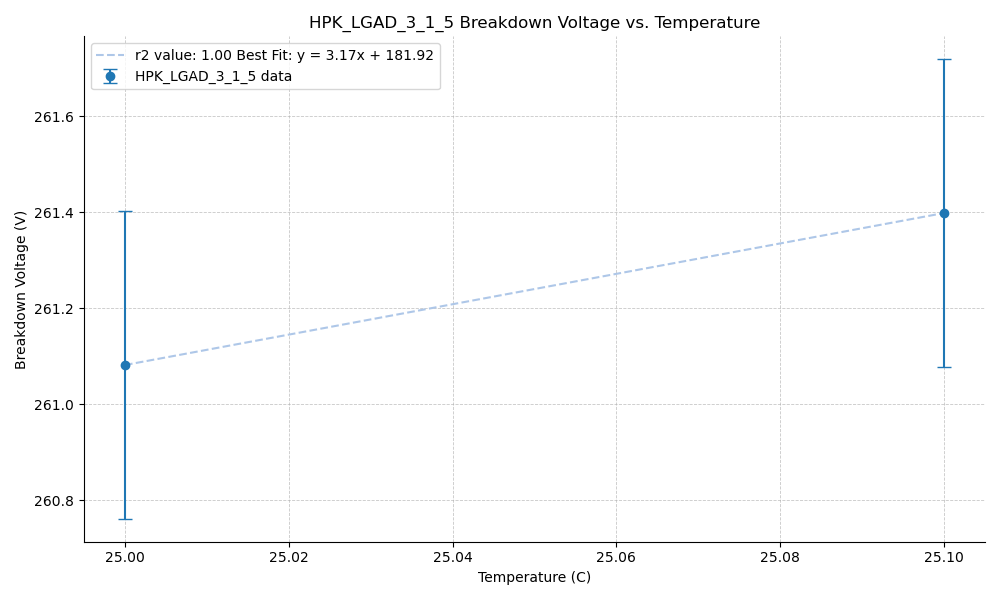 HPK_LGAD_3_1_5 Breakdown Voltage vs. Temperature
r2 value: 1.00 Best Fit: y = 3.17x + 181.92
HPK_LGAD_3_1_5 data
Breakdown Voltage (V)
261.6
261.4
261.2
261.0
260.8
25.00 25.02 25.04 25.06 25.08 25.10
Temperature (C)